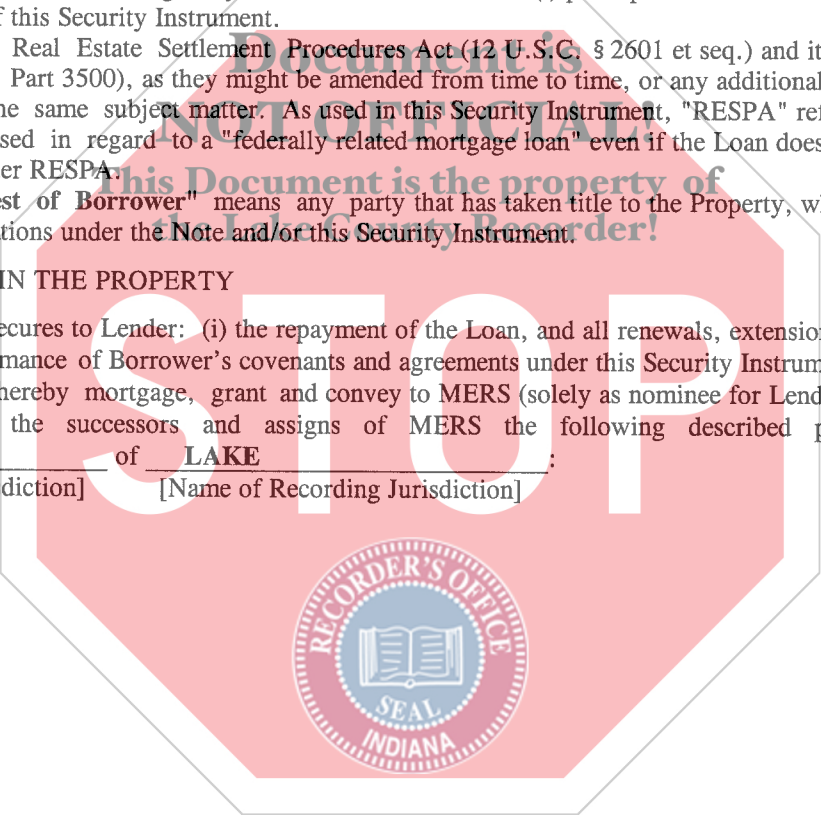 f this Security Instrument.
Real Estate Settlement Procedures Act (12 U.S.C. § 2601 et seq.) and it
Part 3500), as they might be amended from time to time, or any additional
ne same subject matter. As used in this Security Instrument, "RESPA" ref
sed in regard to a "federally related mortgage loan" even if the Loan does
er RESPA.
est of Borrower" means any party that has taken title to the Property, wh
tions under the Note and/or this Security Instrument.
Document is
NOT OFFICIAL!
This Document is the property of
the Lake County Recorder!
IN THE PROPERTY
ecures to Lender: (i) the repayment of the Loan, and all renewals, extension
mance of Borrower's covenants and agreements under this Security Instrum
hereby mortgage, grant and convey to MERS (solely as nominee for Lend
the successors and assigns of MERS the following described p
of LAKE :
diction] [Name of Recording Jurisdiction]
STOP
RECORDER'S OFFICE
SEAL
INDIANA